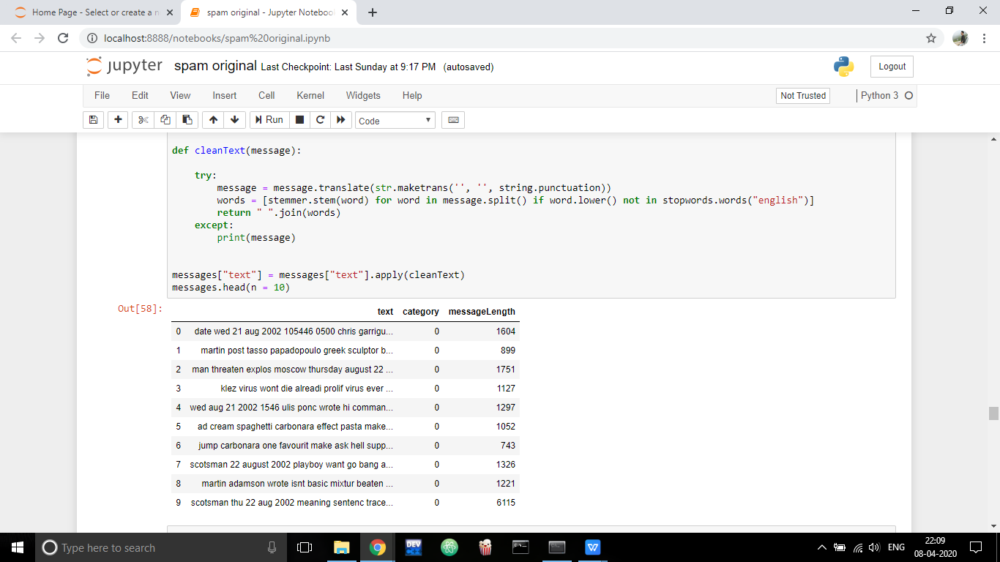 Home Page - Select or create a n
spam original - Jupyter Noteboo
localhost:8888/notebooks/spam%20original.ipynb
jupyter spam original Last Checkpoint: Last Sunday at 9:17 PM (autosaved)
Logout
File Edit View Insert Cell Kernel Widgets Help
Not Trusted Python 3
Run Code
def cleanText(message):
try:
message = message.translate(str.maketrans('', '', string.punctuation))
words = [stemmer.stem(word) for word in message.split() if word.lower() not in stopwords.words("english")]
return " ".join(words)
except:
print(message)
messages["text"] = messages["text"].apply(cleanText)
messages.head(n = 10)
Out[58]:
text category messageLength
0 date wed 21 aug 2002 105446 0500 chris garrigu... 0 1604
1 martin post tasso papadopoulo greek sculptor b... 0 899
2 man threaten explos moscow thursday august 22 ... 0 1751
3 klez virus wont die alreadi prolif virus ever ... 0 1127
4 wed aug 21 2002 1546 ulis ponc wrote hi comman... 0 1297
5 ad cream spaghetti carbonara effect pasta make... 0 1052
6 jump carbonara one favourit make ask hell supp... 0 743
7 scotsman 22 august 2002 playboy want go bang a... 0 1326
8 martin adamson wrote isnt basic mixtur beaten ... 0 1221
9 scotsman thu 22 aug 2002 meaning sentenc trace... 0 6115
Type here to search
DEV
ENG
22:09
08-04-2020